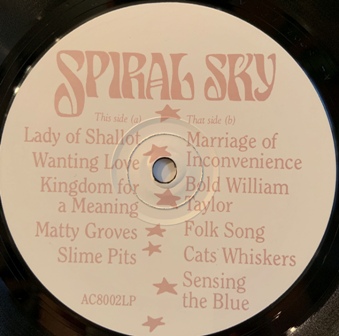 SPIRAL SKY
This side (a)
Lady of Shallot
Wanting Love
Kingdom for
a Meaning
Matty Groves
Slime Pits
AC8002LP
That side (b)
Marriage of
Inconvenience
Bold William
Taylor
Folk Song
Cats Whiskers
Sensing
the Blue